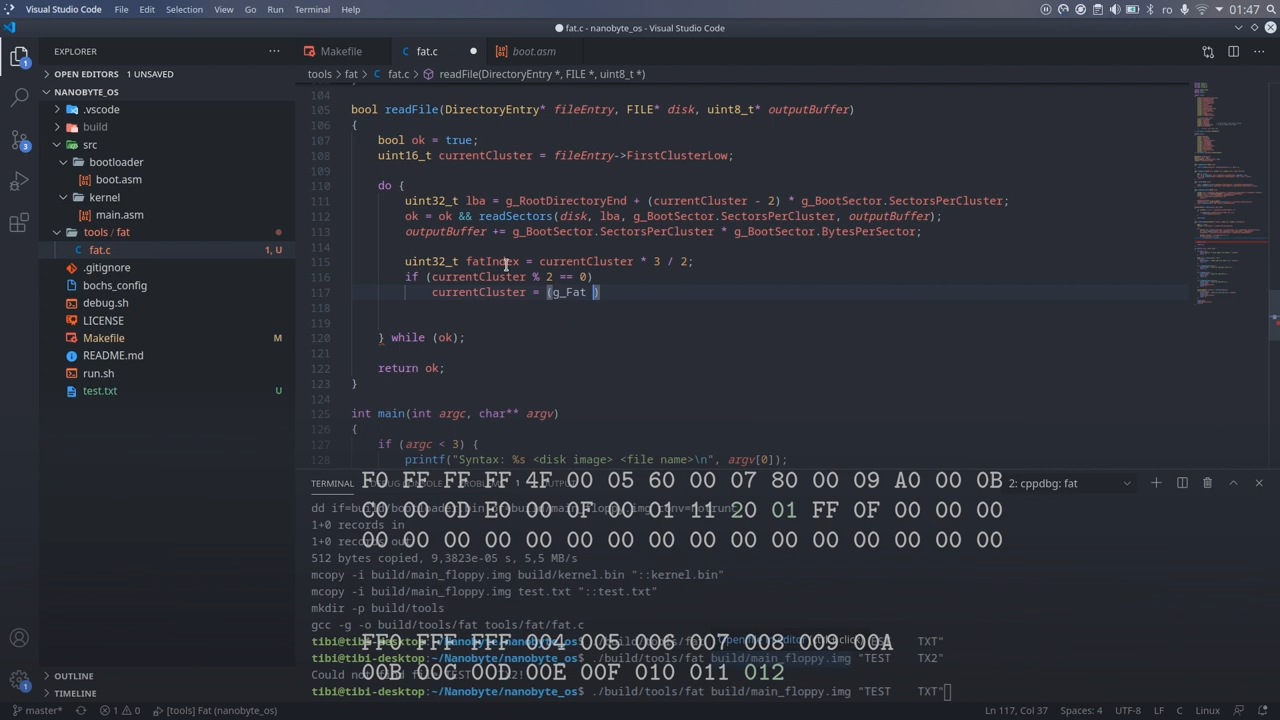 Visual Studio Code File Edit Selection View Go Run Terminal Help ro 01:47
fat.c - nanobyte_os - Visual Studio Code
EXPLORER
Makefile
fat.c
boot.asm
OPEN EDITORS 1 UNSAVED
tools > fat > fat.c > readFile(DirectoryEntry *, FILE *, uint8_t *)
NANOBYTE_OS
.vscode
build
src
bootloader
boot.asm
kernel
main.asm
tools / fat
fat.c 1, U
.gitignore
bochs_config
debug.sh
LICENSE
Makefile M
README.md
run.sh
test.txt U
OUTLINE
TIMELINE
104
105 bool readFile(DirectoryEntry* fileEntry, FILE* disk, uint8_t* outputBuffer)
106 {
107 bool ok = true;
108 uint16_t currentCluster = fileEntry->FirstClusterLow;
109
110 do {
111 uint32_t lba = g_RootDirectoryEnd + (currentCluster - 2) * g_BootSector.SectorsPerCluster;
112 ok = ok && readSectors(disk, lba, g_BootSector.SectorsPerCluster, outputBuffer);
113 outputBuffer += g_BootSector.SectorsPerCluster * g_BootSector.BytesPerSector;
114
115 uint32_t fatIndex = currentCluster * 3 / 2;
116 if (currentCluster % 2 == 0)
117 currentCluster = (g_Fat )
118
119
120 } while (ok);
121
122 return ok;
123 }
124
125 int main(int argc, char** argv)
126 {
127 if (argc < 3) {
128 printf("Syntax: %s <disk image> <file name>\n", argv[0]);
F0 FF FF FF 4F 00 05 60 00 07 80 00 09 A0 00 0B
TERMINAL 1 2: cppdbg: fat
C0 00 0D E0 00 0F 00 01 11 20 01 FF 0F 00 00 00
1+0 records in
00 00 00 00 00 00 00 00 00 00 00 00 00 00 00 00
1+0 records out
512 bytes copied, 9,3823e-05 s, 5,5 MB/s
mcopy -i build/main_floppy.img build/kernel.bin "::kernel.bin"
mcopy -i build/main_floppy.img test.txt "::test.txt"
mkdir -p build/tools
gcc -g -o build/tools/fat tools/fat/fat.c
FF0 FFF FFF 004 005 006 007 008 009 00A
tibi@tibi-desktop:~/Nanobyte/nanobyte_os$ ./build/tools/fat build/main_floppy.img "TEST TX2"
00B 00C 00D 00E 00F 010 011 012
tibi@tibi-desktop:~/Nanobyte/nanobyte_os$ ./build/tools/fat build/main_floppy.img "TEST TXT"
master* 1 0 [tools] Fat (nanobyte_os) Ln 117, Col 37 Spaces: 4 UTF-8 LF C Linux